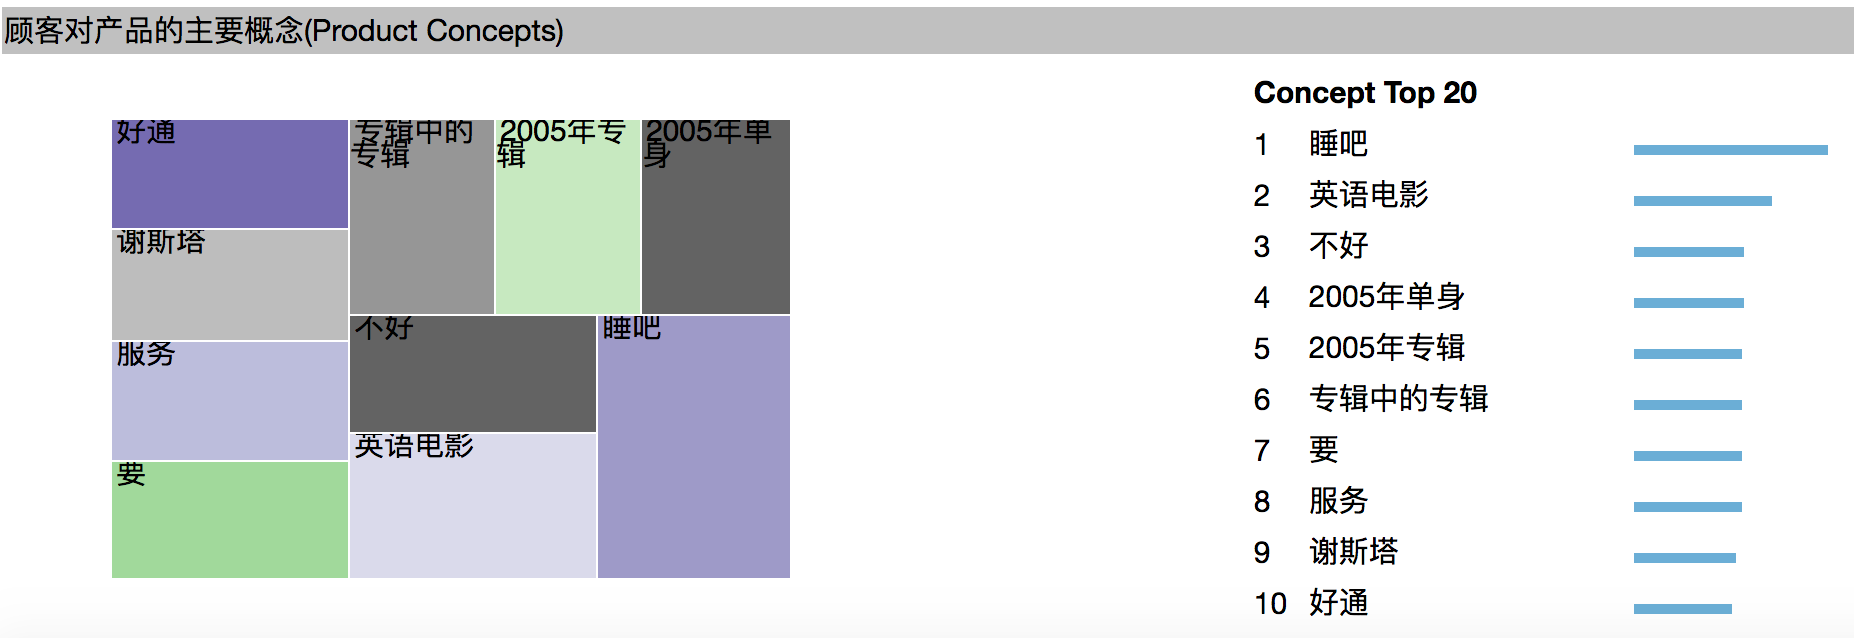 顾客对产品的主要概念(Product Concepts)
好通
谢斯塔
服务
要
专辑中的
专辑
2005年专
辑
2005年单
身
不好
英语电影
睡吧
Concept Top 20
1 睡吧
2 英语电影
3 不好
4 2005年单身
5 2005年专辑
6 专辑中的专辑
7 要
8 服务
9 谢斯塔
10 好通